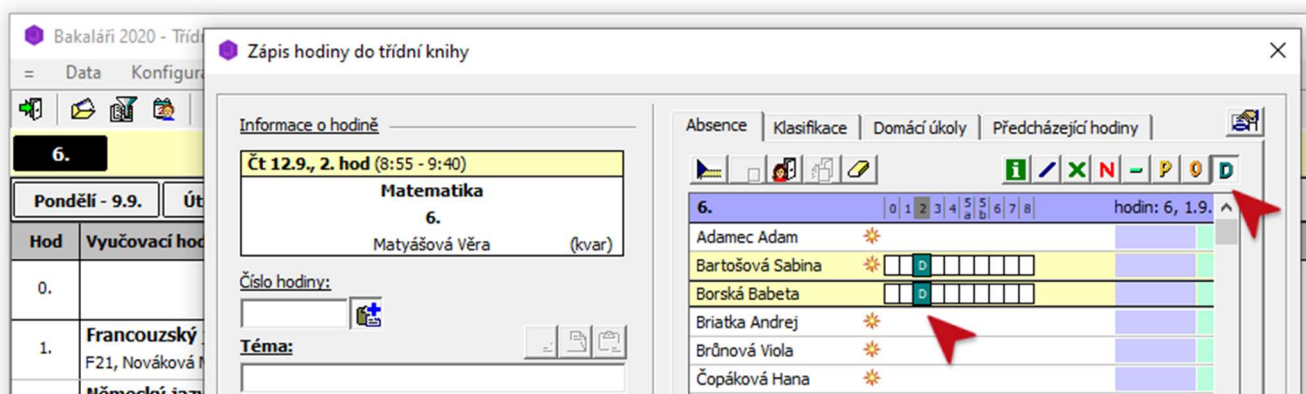 Bakaláři 2020 - Třídn
= Data Konfigura
6.
Pondělí - 9.9. Út
Hod Vyučovací hod
0.
1. Francouzský j
F21, Nováková M
Německý jazy
Zápis hodiny do třídní knihy
Informace o hodině
Čt 12.9., 2. hod (8:55 - 9:40)
Matematika
6.
Matyášová Věra (kvar)
Číslo hodiny:
Téma:
Absence Klasifikace Domácí úkoly Předcházející hodiny
i X N - P O D
6. 0 1 2 3 4 5a 5b 6 7 8 hodin: 6, 1.9.
Adamec Adam
Bartošová Sabina D
Borská Babeta D
Briatka Andrej
Brůnová Viola
Čopáková Hana